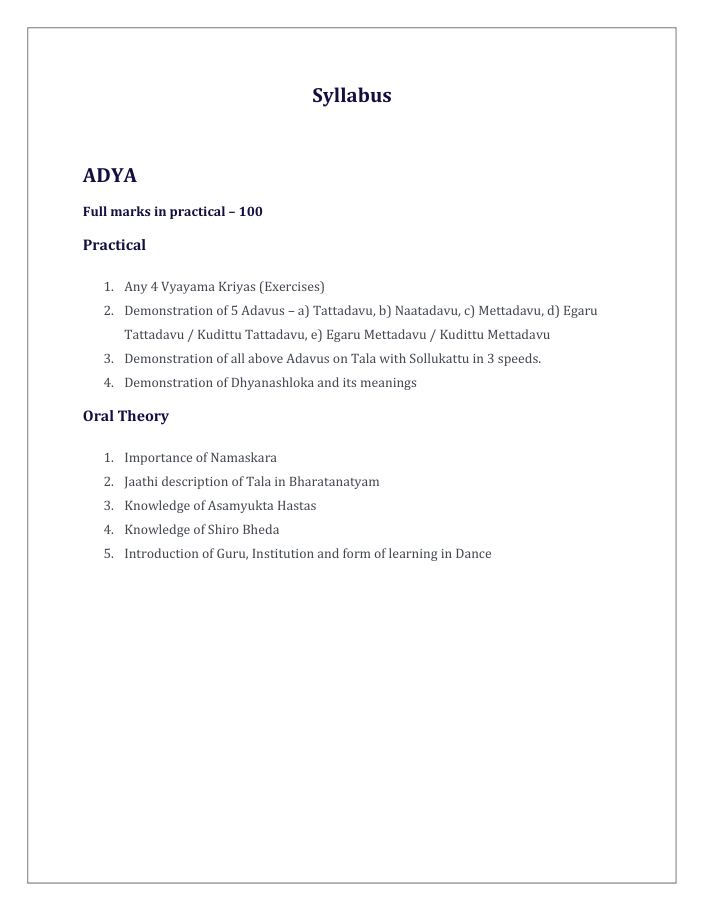 Syllabus
ADYA
Full marks in practical – 100
Practical
1. Any 4 Vyayama Kriyas (Exercises)
2. Demonstration of 5 Adavus – a) Tattadavu, b) Naatadavu, c) Mettadavu, d) Egaru
Tattadavu / Kudittu Tattadavu, e) Egaru Mettadavu / Kudittu Mettadavu
3. Demonstration of all above Adavus on Tala with Sollukattu in 3 speeds.
4. Demonstration of Dhyanashloka and its meanings
Oral Theory
1. Importance of Namaskara
2. Jaathi description of Tala in Bharatanatyam
3. Knowledge of Asamyukta Hastas
4. Knowledge of Shiro Bheda
5. Introduction of Guru, Institution and form of learning in Dance